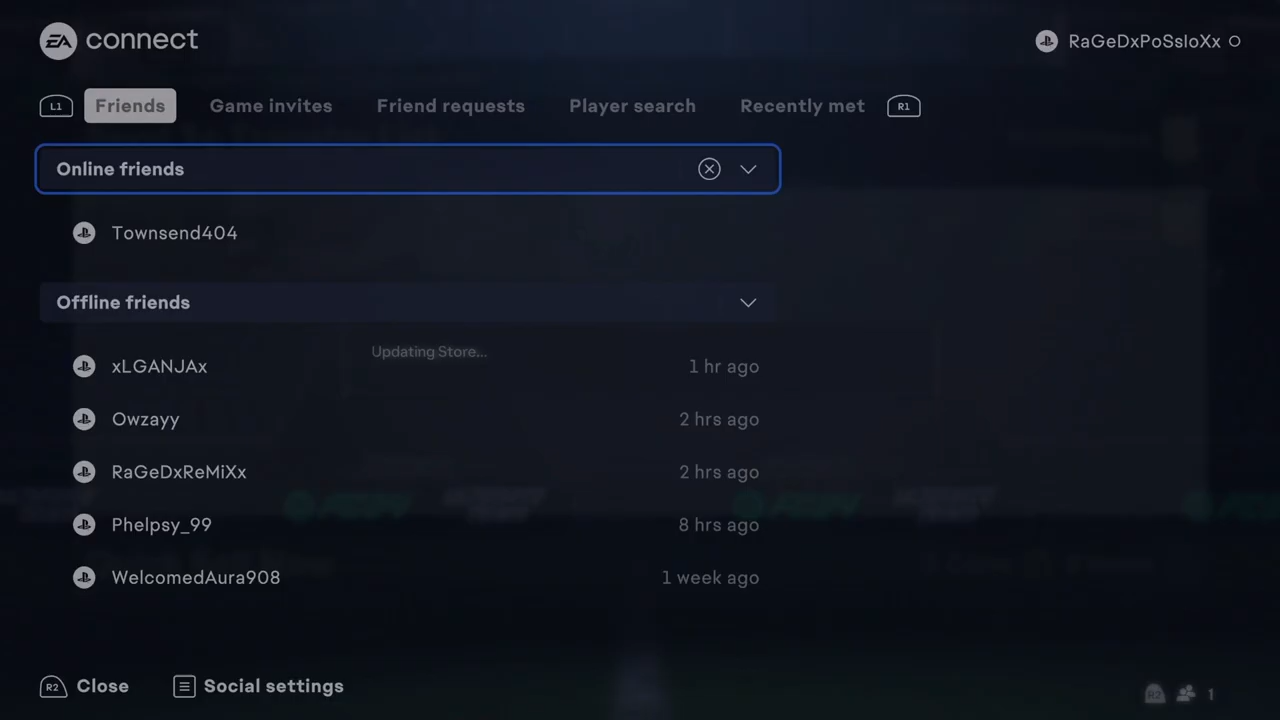 EA connect
RaGeDxPoSsIoXx
L1 Friends Game invites Friend requests Player search Recently met R1
Online friends
Townsend404
Offline friends
Updating Store...
xLGANJAx 1 hr ago
Owzayy 2 hrs ago
RaGeDxReMiXx 2 hrs ago
Phelpsy_99 8 hrs ago
WelcomedAura908 1 week ago
R2 Close Social settings
R2 1